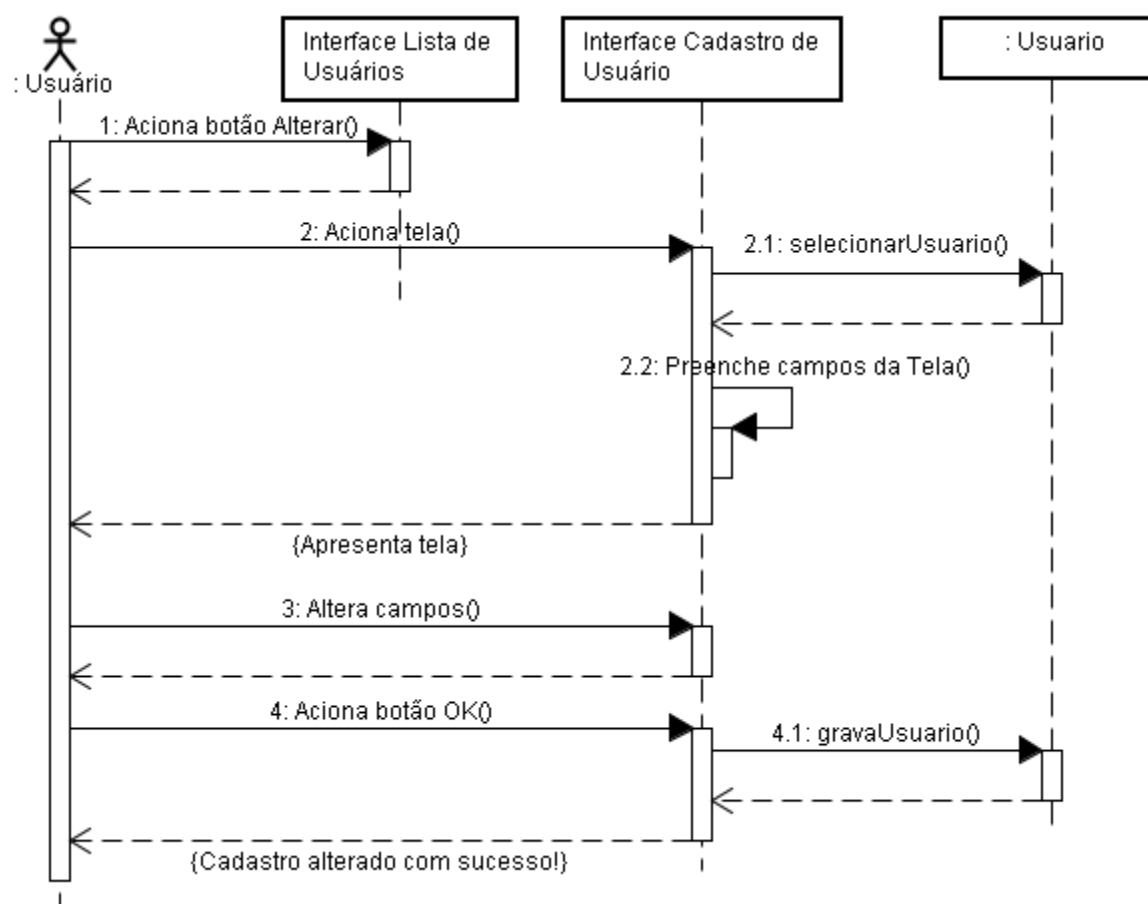 Interface Lista de
Usuários
Interface Cadastro de
Usuário
: Usuario
: Usuário
1: Aciona botão Alterar()
2: Aciona tela()
2.1: selecionarUsuario()
2.2: Preenche campos da Tela()
{Apresenta tela}
3: Altera campos()
4: Aciona botão OK()
4.1: gravaUsuario()
{Cadastro alterado com sucesso!}